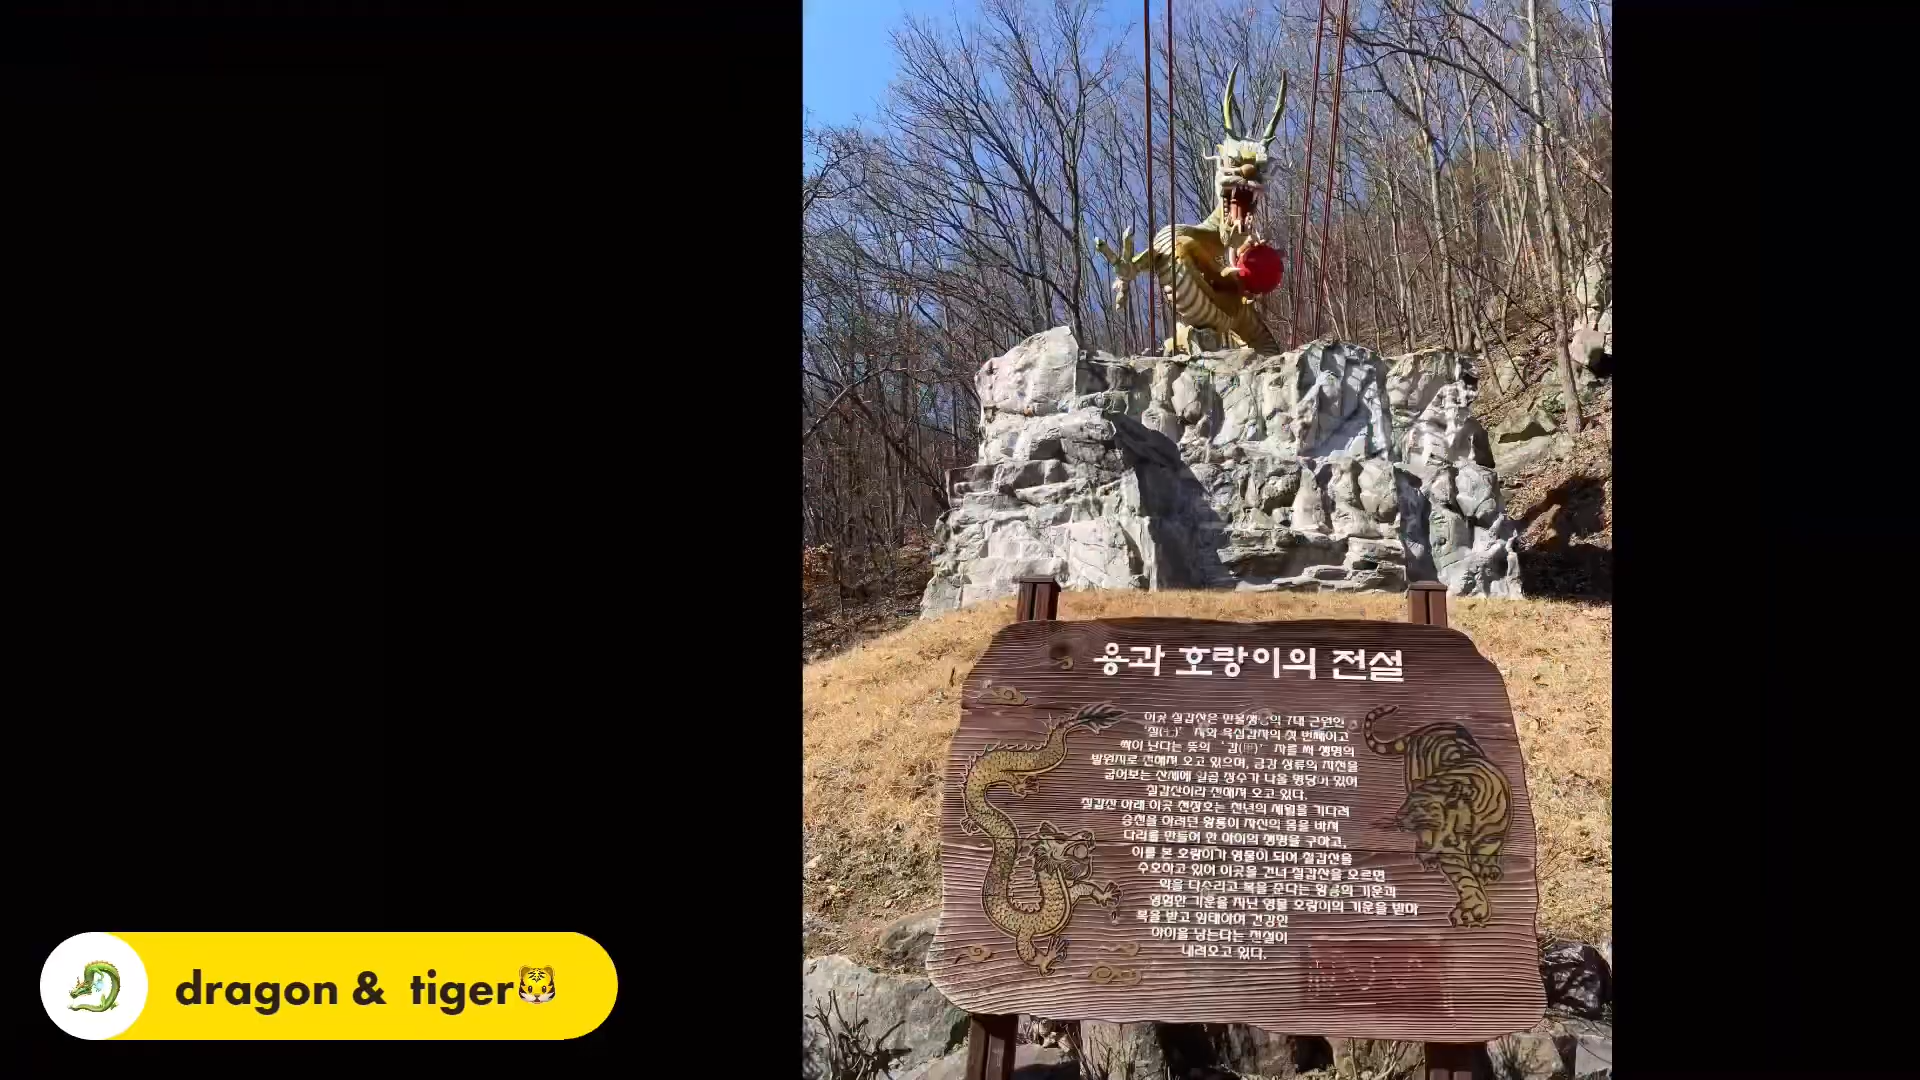 용과 호랑이의 전설
이곳 칠갑산은 만물생성의 7대 근원인
'칠(七)' 자와 육십갑자의 첫 번째이고
싹이 난다는 뜻의 '갑(甲)' 자를 써 생명의
발원지로 전해져 오고 있으며, 금강 상류의 지천을
굽어보는 산세에 일곱 장수가 나올 명당이 있어
칠갑산이라 전해져 오고 있다.
칠갑산 아래 이곳 천장호는 천년의 세월을 기다려
승천을 하려던 황룡이 자신의 몸을 바쳐
다리를 만들어 한 아이의 생명을 구하고,
이를 본 호랑이가 영물이 되어 칠갑산을
수호하고 있어 이곳을 건너 칠갑산을 오르면
악을 다스리고 복을 준다는 황룡의 기운과
영험한 기운을 지닌 영물 호랑이의 기운을 받아
복을 받고 잉태하여 건강한
아이를 낳는다는 전설이
내려오고 있다.
dragon & tiger